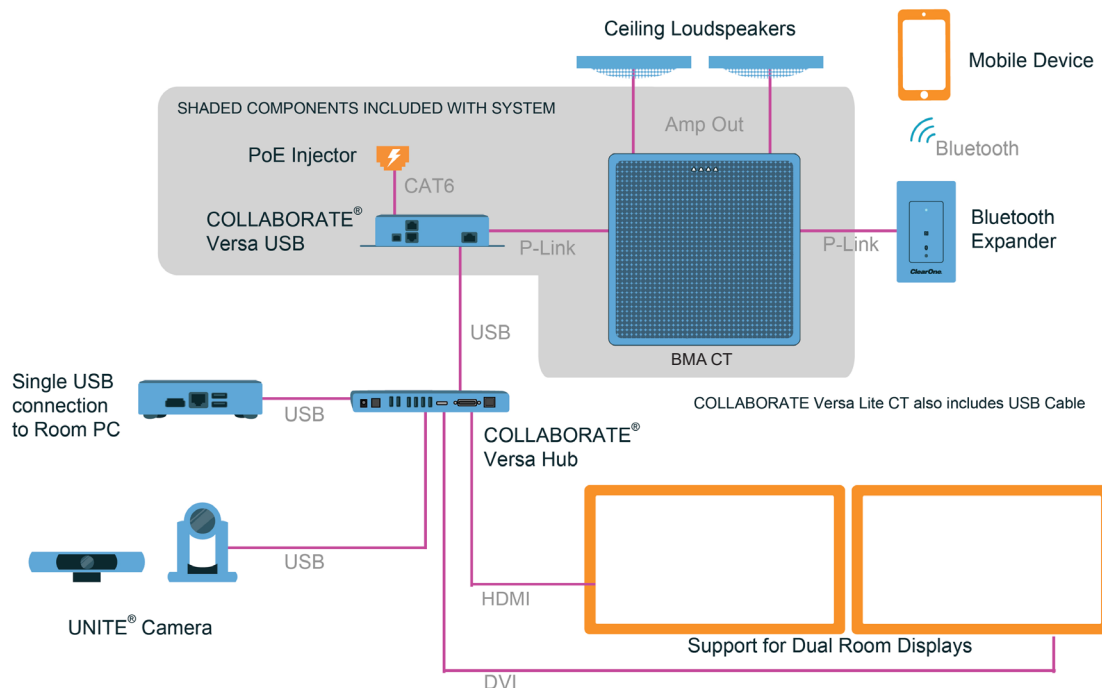 Ceiling Loudspeakers
Mobile Device
SHADED COMPONENTS INCLUDED WITH SYSTEM
Amp Out
Bluetooth
PoE Injector
CAT6
COLLABORATE®
Versa USB
P-Link
P-Link
Bluetooth
Expander
ClearOne
USB
BMA CT
Single USB
connection
to Room PC
USB
COLLABORATE Versa Lite CT also includes USB Cable
COLLABORATE®
Versa Hub
USB
HDMI
UNITE® Camera
Support for Dual Room Displays
DVI